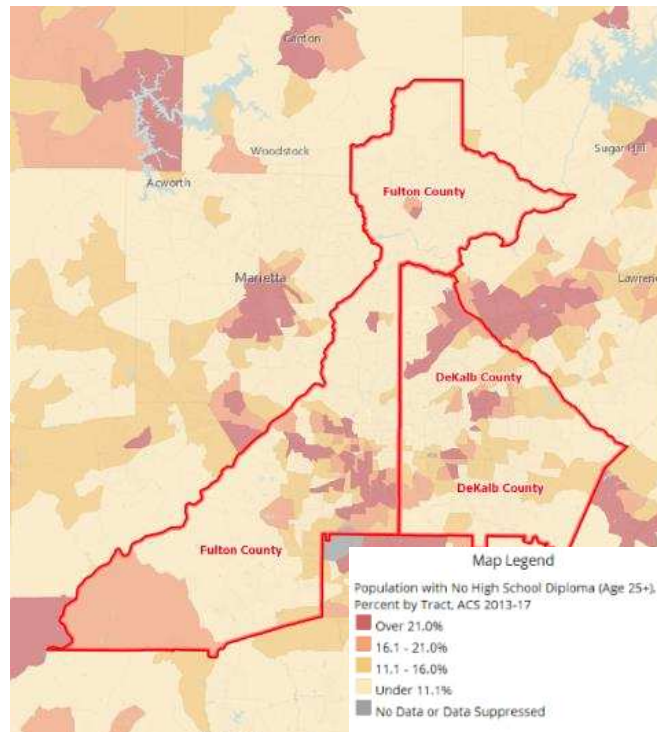 Canton
Woodstock
Sugar Hill
Acworth
Fulton County
Marietta
Lawrenc
DeKalb County
DeKalb County
Fulton County
Map Legend
Population with No High School Diploma (Age 25+),
Percent by Tract, ACS 2013-17
Over 21.0%
16.1 - 21.0%
11.1 - 16.0%
Under 11.1%
No Data or Data Suppressed